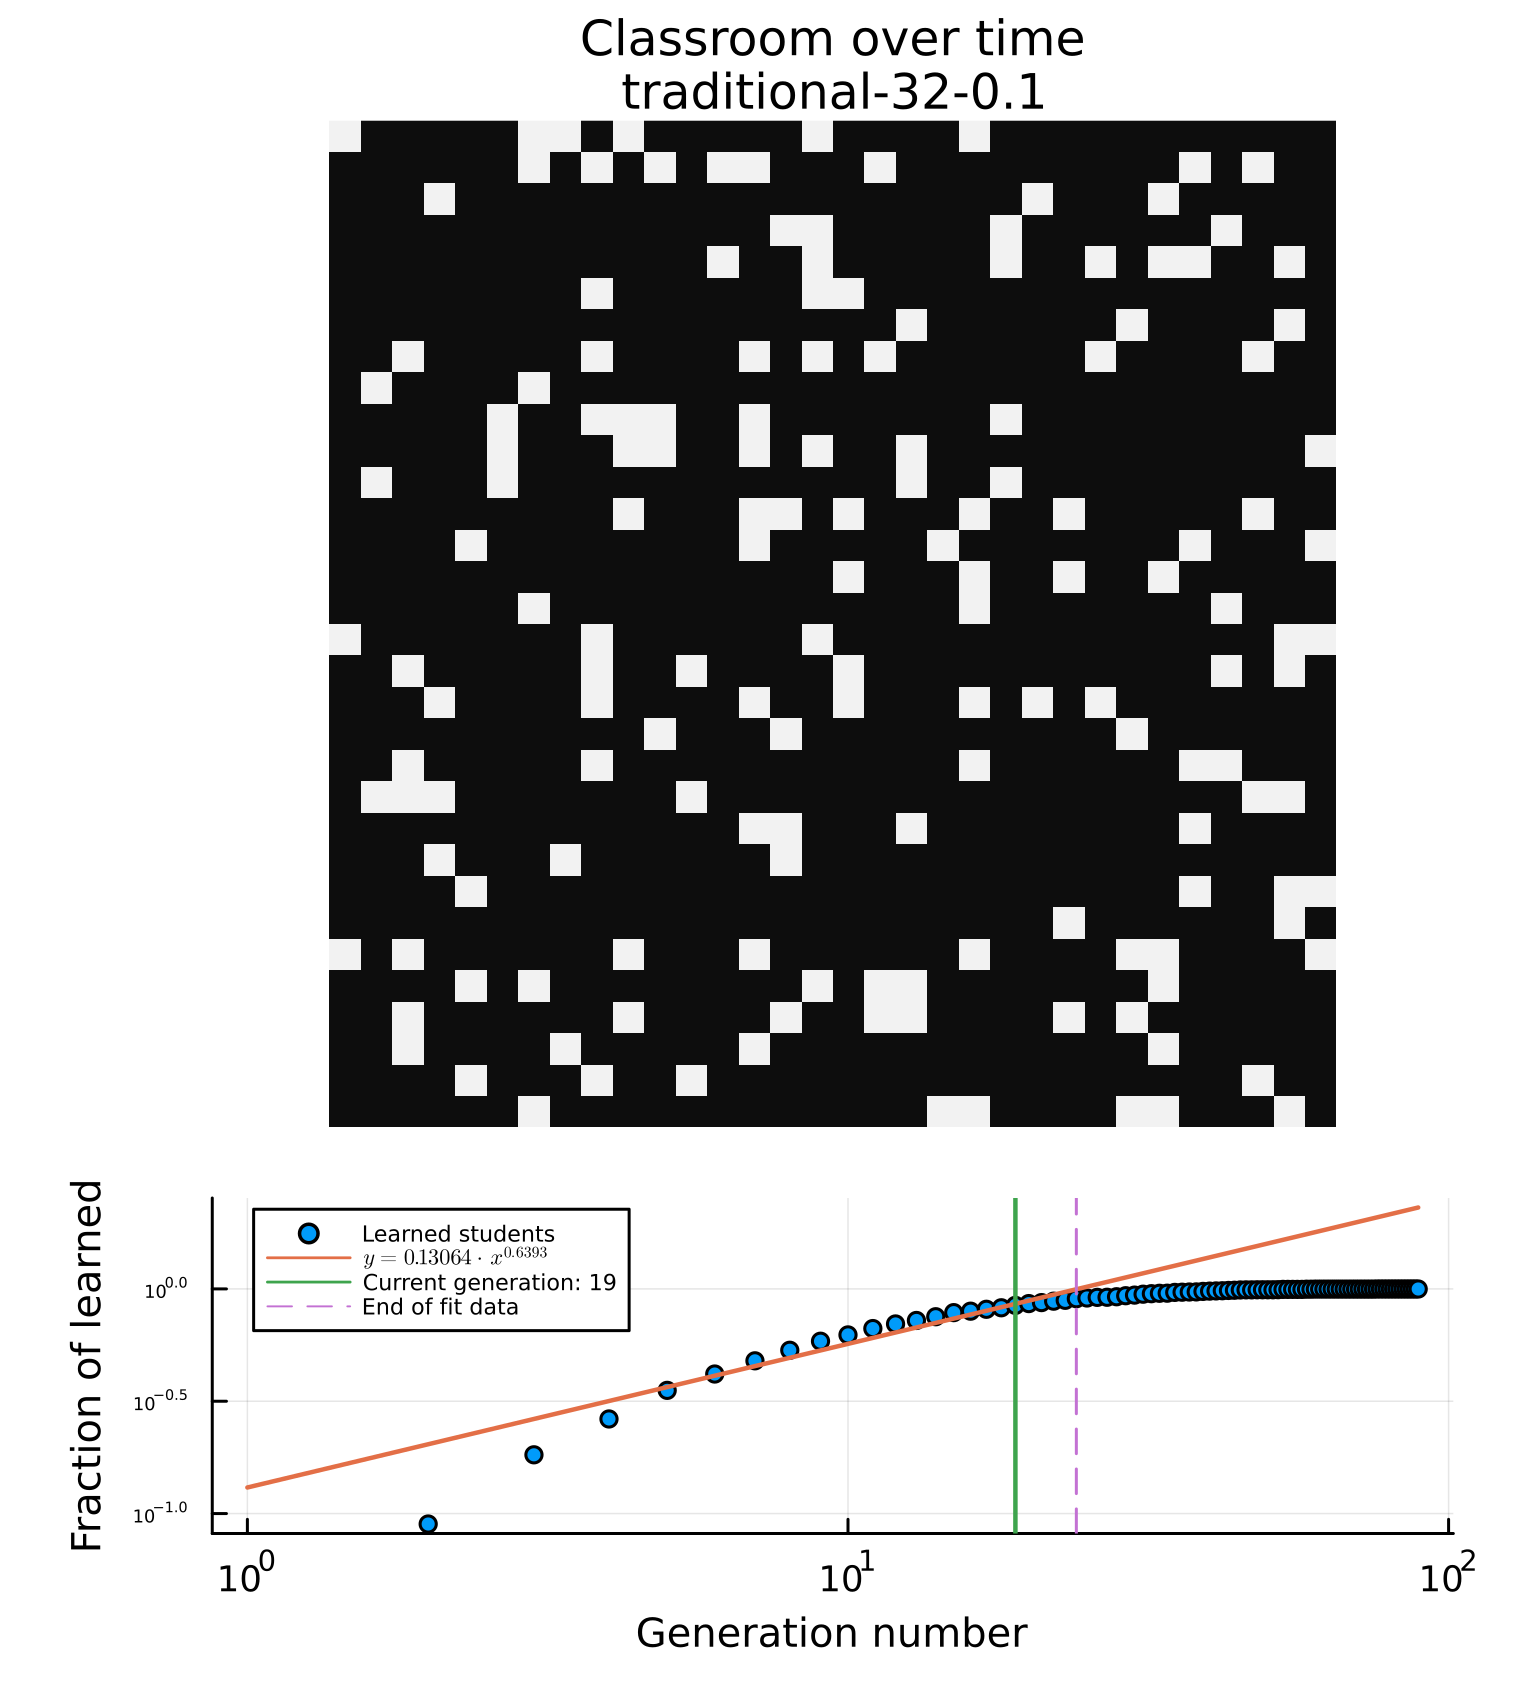 Classroom over time
traditional-32-0.1
Fraction of learned
Learned students
y = 0.13064 · x^0.6393
Current generation: 19
End of fit data
10^0.0
10^−0.5
10^−1.0
10^0 10^1 10^2
Generation number